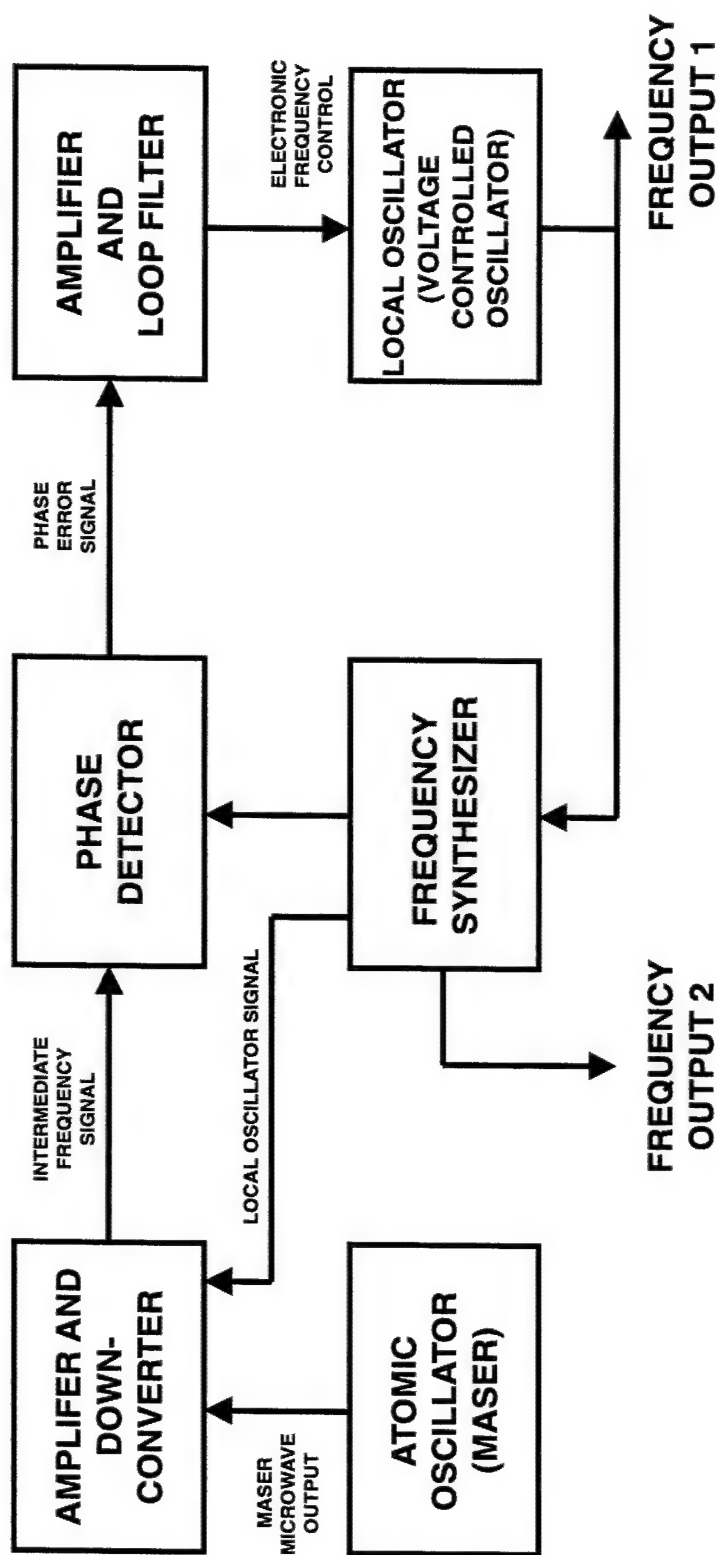 AMPLIFER AND
DOWN-
CONVERTER
INTERMEDIATE
FREQUENCY
SIGNAL
PHASE
DETECTOR
PHASE
ERROR
SIGNAL
AMPLIFIER
AND
LOOP FILTER
MASER
MICROWAVE
OUTPUT
LOCAL OSCILLATOR SIGNAL
ELECTRONIC
FREQUENCY
CONTROL
ATOMIC
OSCILLATOR
(MASER)
FREQUENCY
SYNTHESIZER
LOCAL OSCILLATOR
(VOLTAGE
CONTROLLED
OSCILLATOR)
FREQUENCY
OUTPUT 2
FREQUENCY
OUTPUT 1